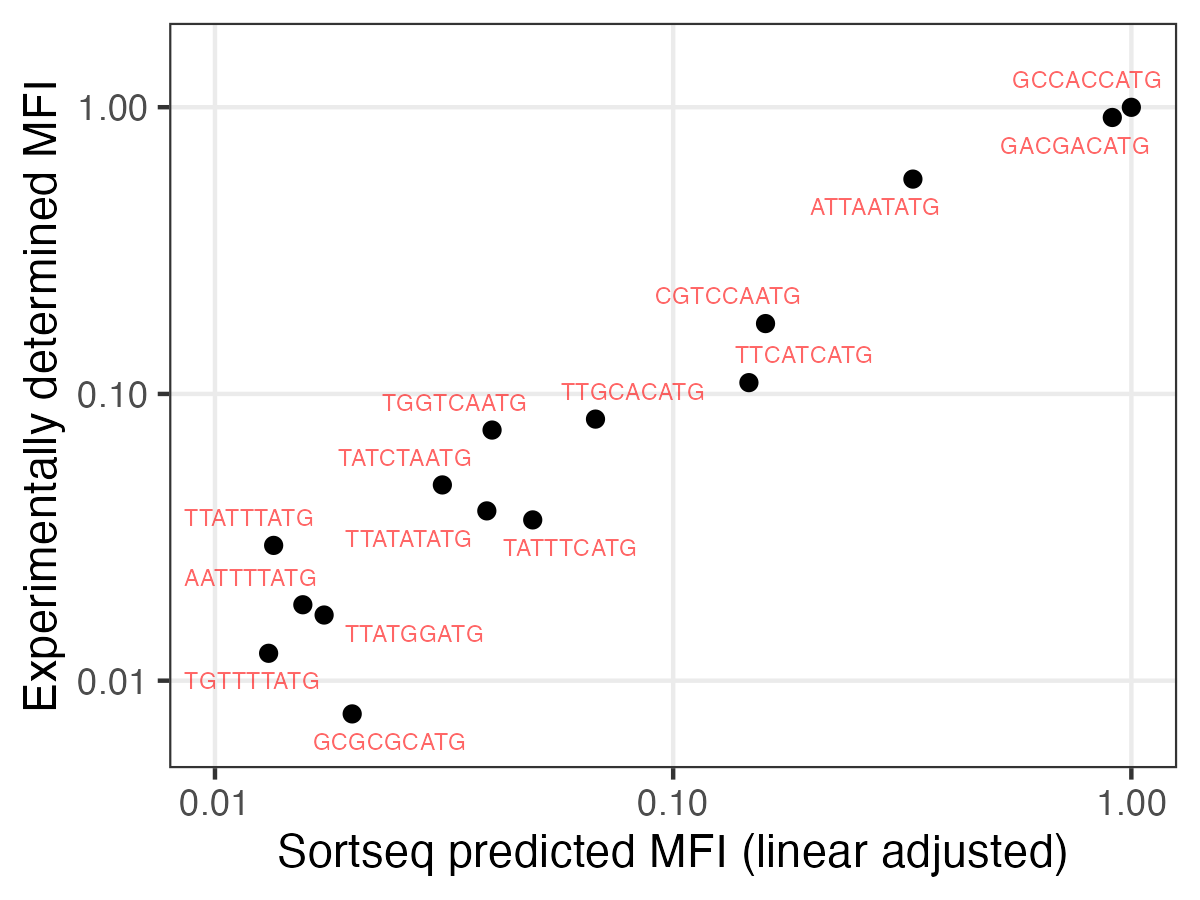 GCCACCATG
1.00
GACGACATG
ATTAATATG
CGTCCAATG
TTCATCATG
0.10
TTGCACATG
TGGTCAATG
TATCTAATG
TTATTTATG
TTATATATG
TATTTCATG
AATTTTATG
TTATGGATG
0.01
TGTTTTATG
GCGCGCATG
Experimentally determined MFI
0.01 0.10 1.00
Sortseq predicted MFI (linear adjusted)